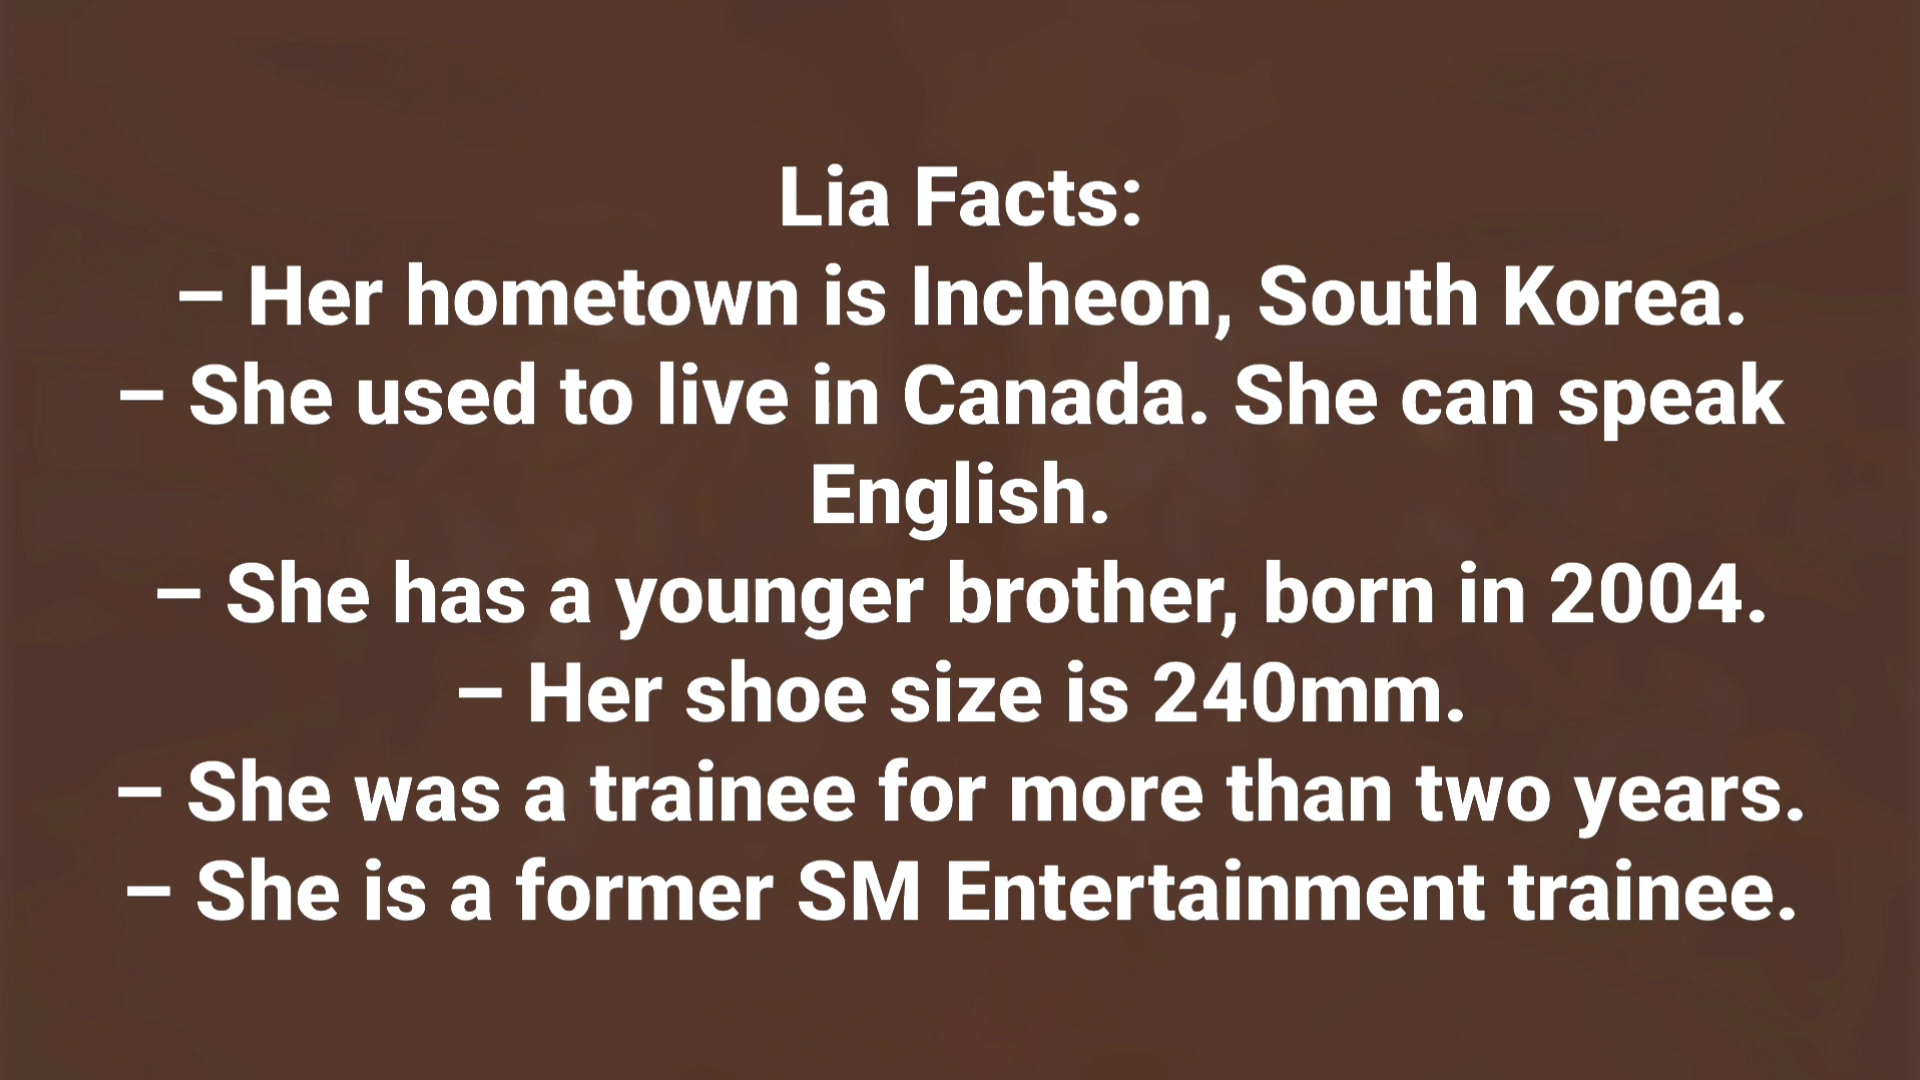 Lia Facts:
– Her hometown is Incheon, South Korea.
– She used to live in Canada. She can speak
English.
– She has a younger brother, born in 2004.
– Her shoe size is 240mm.
– She was a trainee for more than two years.
– She is a former SM Entertainment trainee.